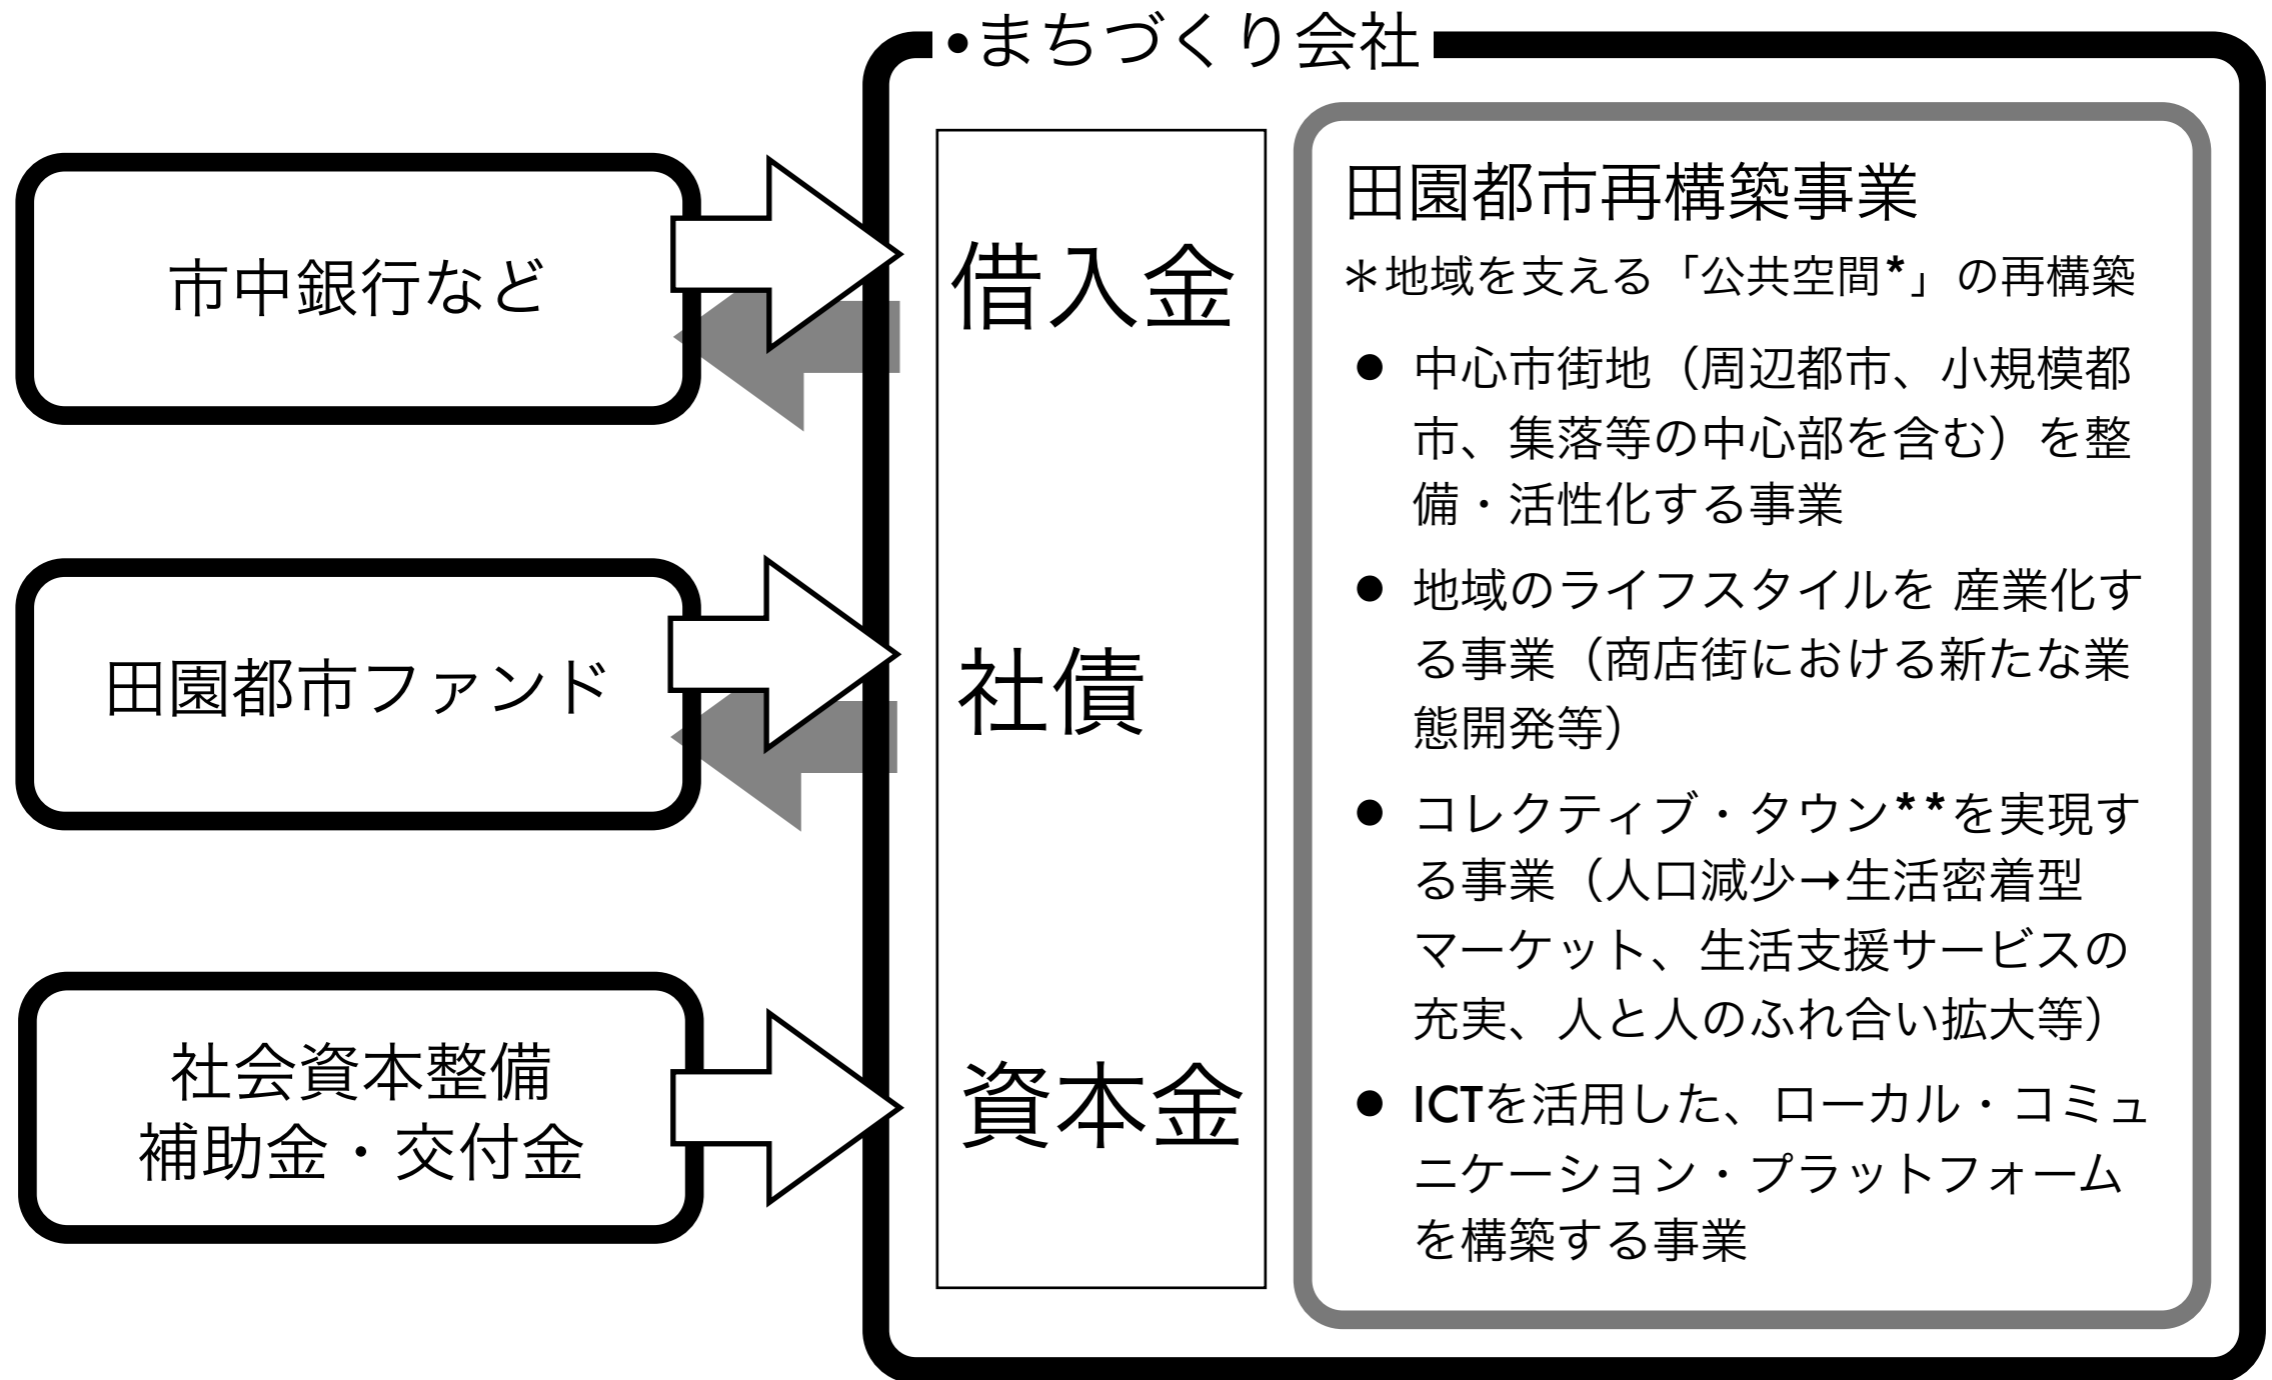 •まちづくり会社
市中銀行など
田園都市ファンド
社会資本整備
補助金・交付金
借入金
社債
資本金
田園都市再構築事業
＊地域を支える「公共空間*」の再構築
● 中心市街地（周辺都市、小規模都
市、集落等の中心部を含む）を整
備・活性化する事業
● 地域のライフスタイルを 産業化す
る事業（商店街における新たな業
態開発等）
● コレクティブ・タウン**を実現す
る事業（人口減少→生活密着型
マーケット、生活支援サービスの
充実、人と人のふれ合い拡大等）
● ICTを活用した、ローカル・コミュ
ニケーション・プラットフォーム
を構築する事業